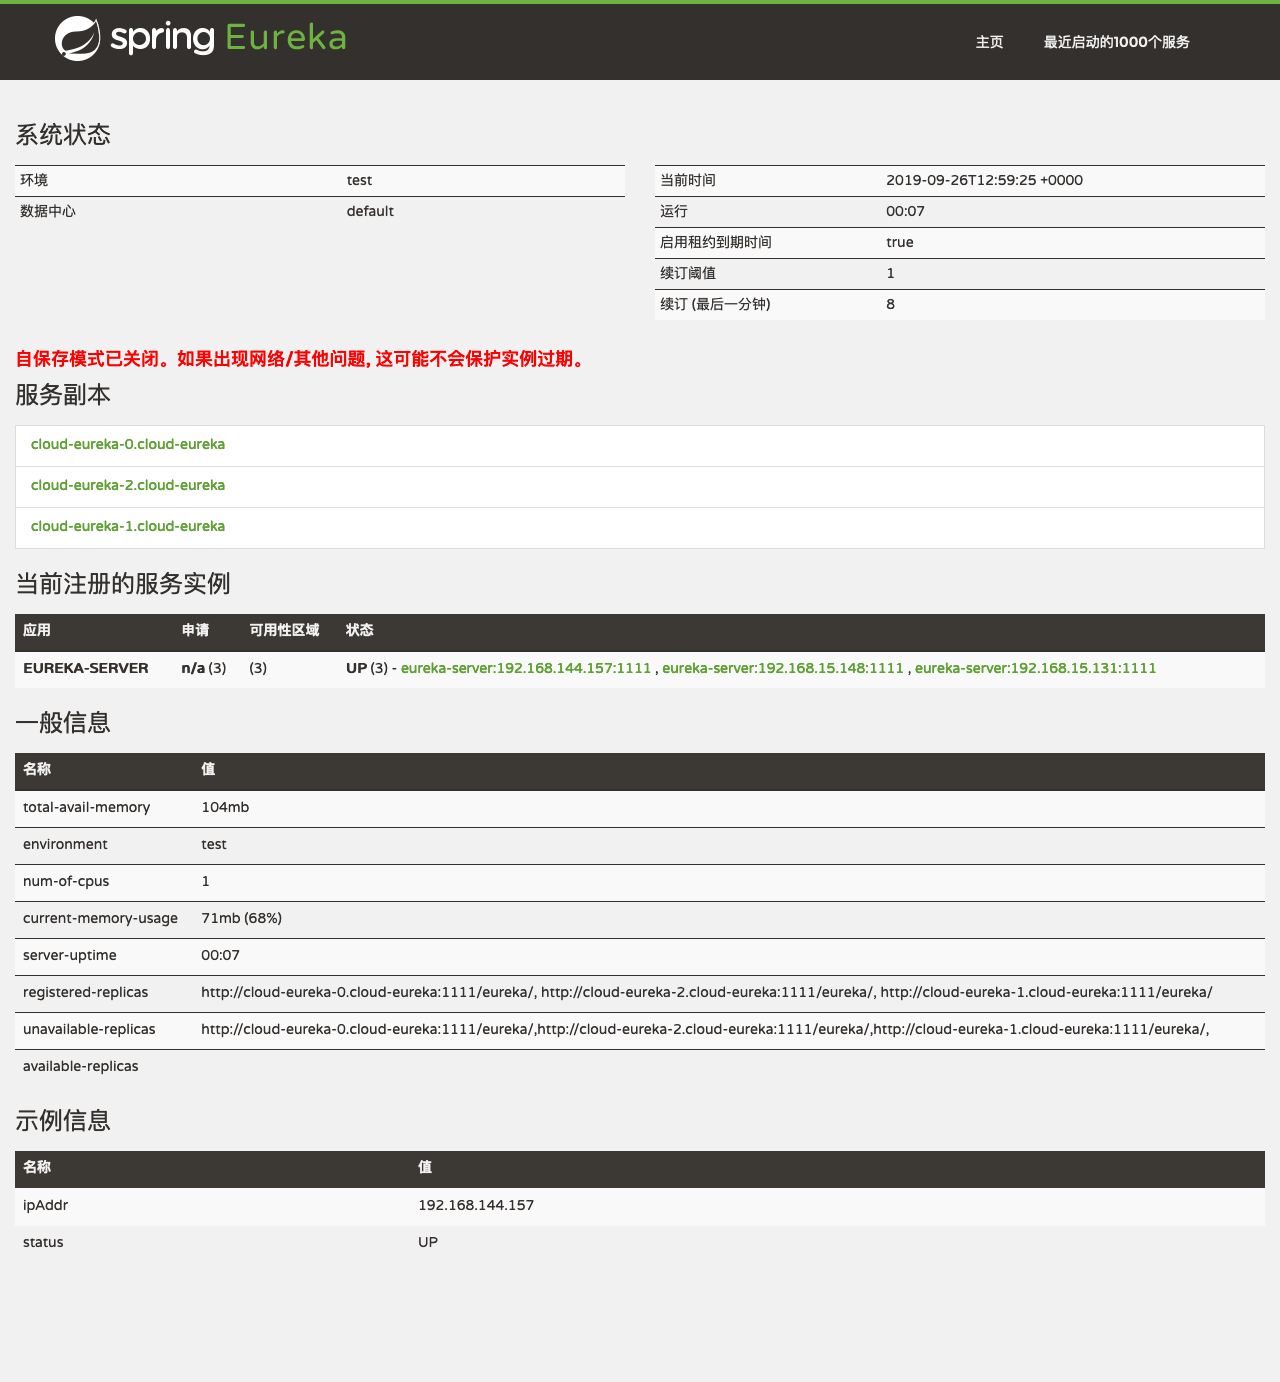 spring Eureka
主页 最近启动的1000个服务
系统状态
环境 test
数据中心 default
当前时间 2019-09-26T12:59:25 +0000
运行 00:07
启用租约到期时间 true
续订阈值 1
续订 (最后一分钟) 8
自保存模式已关闭。如果出现网络/其他问题, 这可能不会保护实例过期。
服务副本
cloud-eureka-0.cloud-eureka
cloud-eureka-2.cloud-eureka
cloud-eureka-1.cloud-eureka
当前注册的服务实例
应用 申请 可用性区域 状态
EUREKA-SERVER n/a (3) (3) UP (3) - eureka-server:192.168.144.157:1111 , eureka-server:192.168.15.148:1111 , eureka-server:192.168.15.131:1111
一般信息
名称 值
total-avail-memory 104mb
environment test
num-of-cpus 1
current-memory-usage 71mb (68%)
server-uptime 00:07
registered-replicas http://cloud-eureka-0.cloud-eureka:1111/eureka/, http://cloud-eureka-2.cloud-eureka:1111/eureka/, http://cloud-eureka-1.cloud-eureka:1111/eureka/
unavailable-replicas http://cloud-eureka-0.cloud-eureka:1111/eureka/,http://cloud-eureka-2.cloud-eureka:1111/eureka/,http://cloud-eureka-1.cloud-eureka:1111/eureka/,
available-replicas
示例信息
名称 值
ipAddr 192.168.144.157
status UP